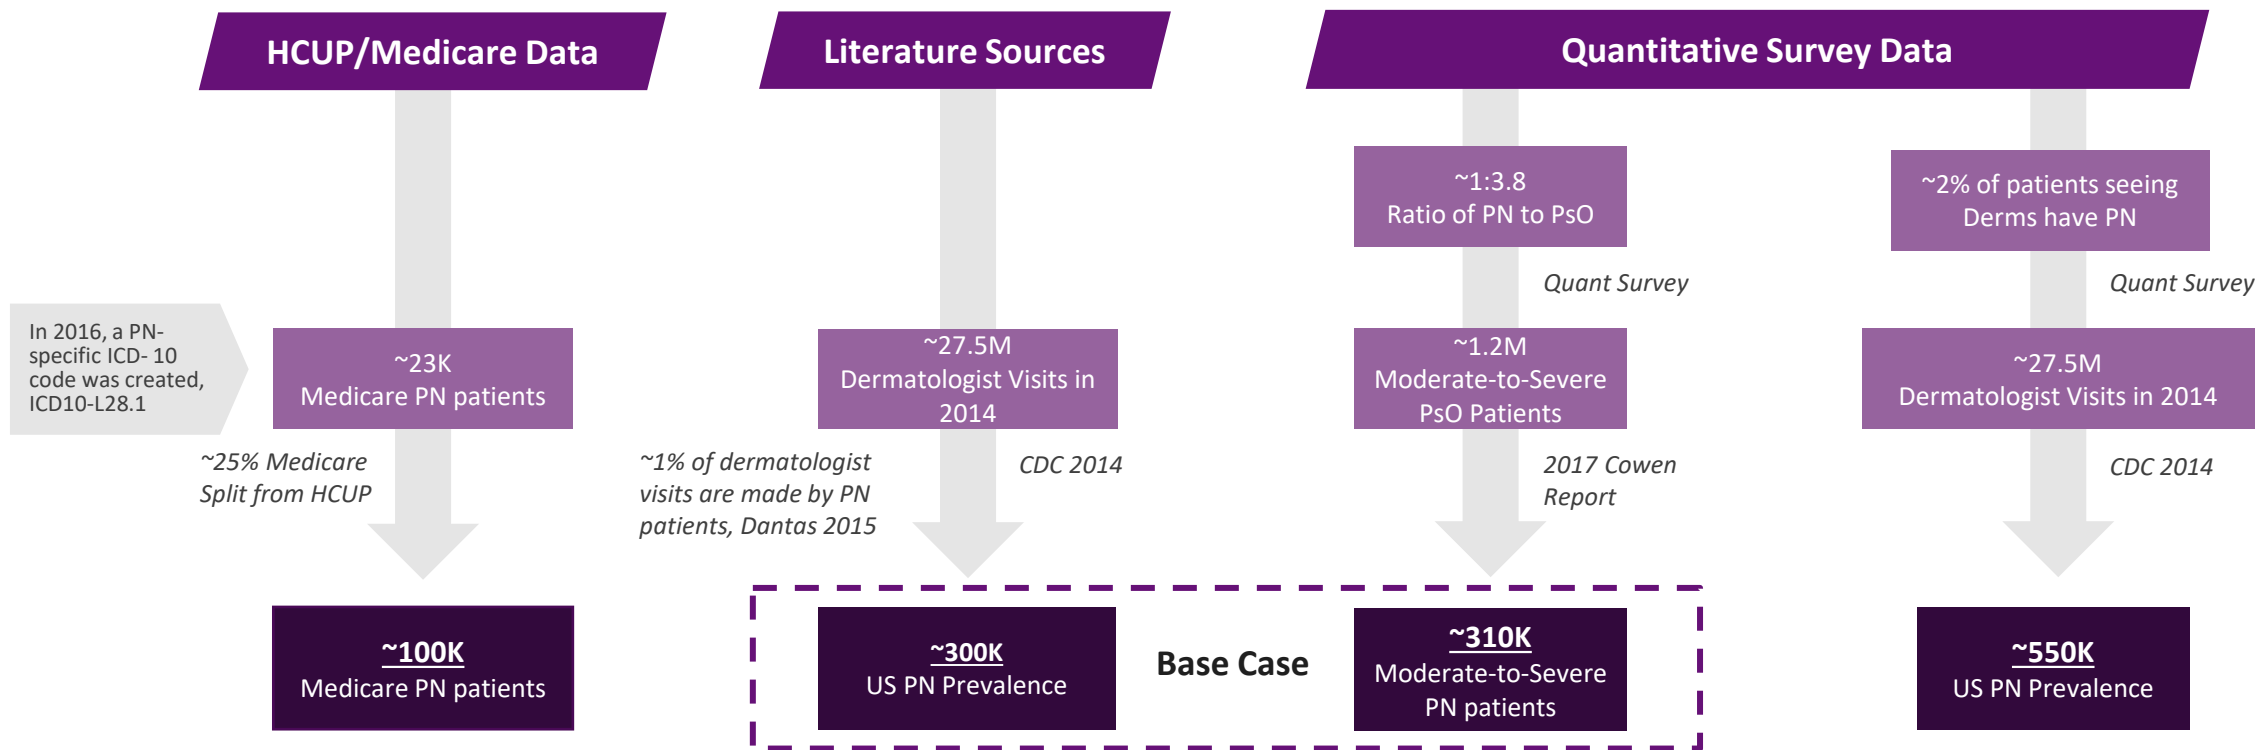 HCUP/Medicare Data
Literature Sources
Quantitative Survey Data
~1:3.8
Ratio of PN to PsO
~2% of patients seeing
Derms have PN
Quant Survey
Quant Survey
In 2016, a PN-
specific ICD- 10
code was created,
ICD10-L28.1
~23K
Medicare PN patients
~27.5M
Dermatologist Visits in
2014
~1.2M
Moderate-to-Severe
PsO Patients
~27.5M
Dermatologist Visits in 2014
~25% Medicare
Split from HCUP
~1% of dermatologist
visits are made by PN
patients, Dantas 2015
CDC 2014
2017 Cowen
Report
CDC 2014
~100K
Medicare PN patients
~300K
US PN Prevalence
Base Case
~310K
Moderate-to-Severe
PN patients
~550K
US PN Prevalence